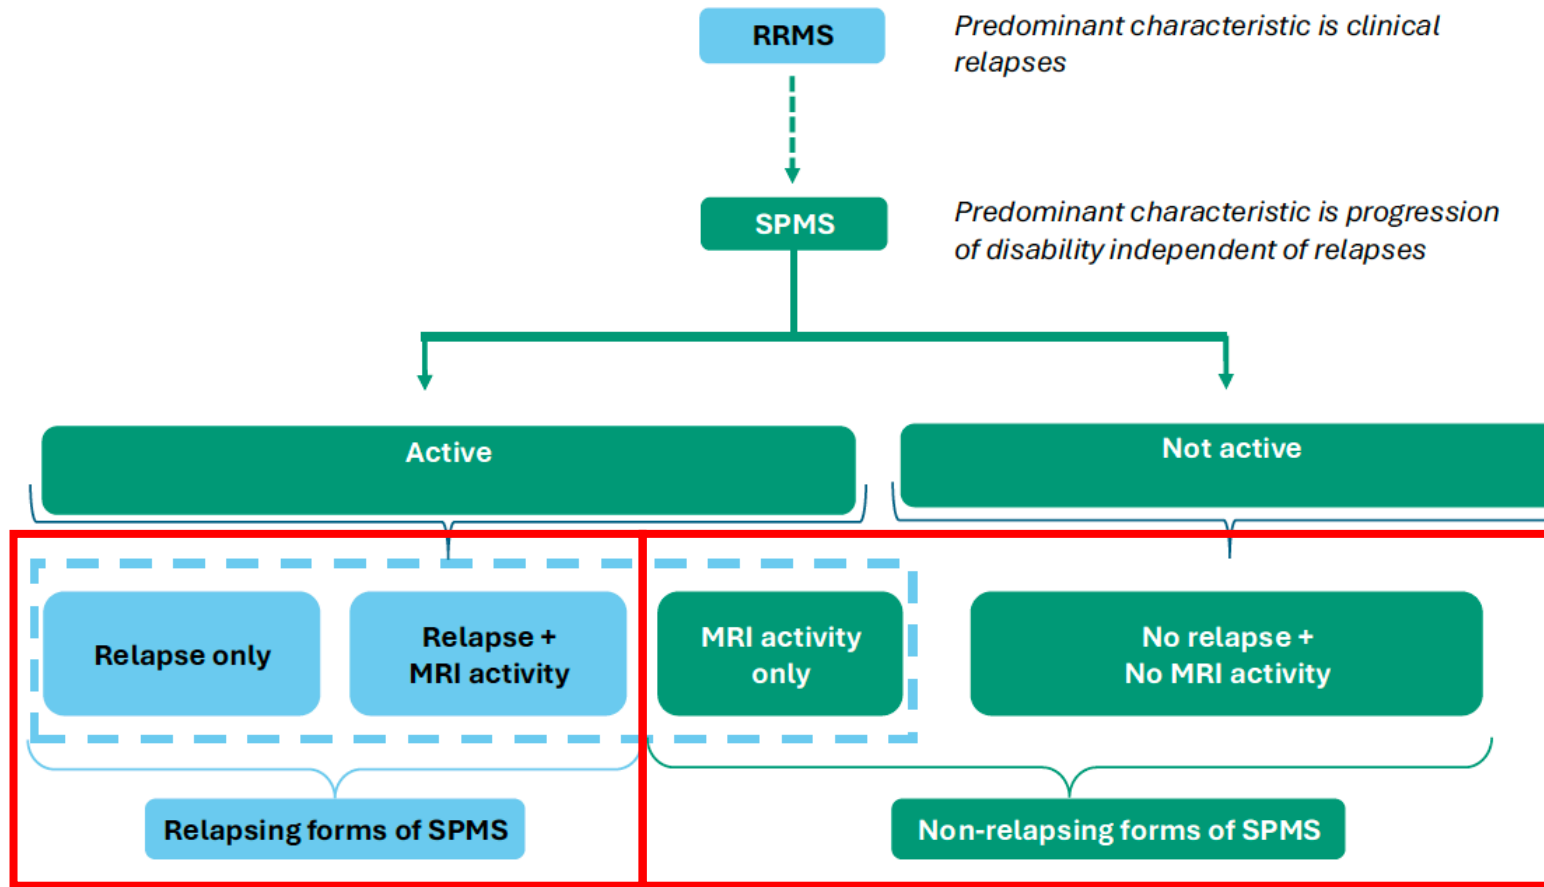 RRMS
Predominant characteristic is clinical
relapses
SPMS
Predominant characteristic is progression
of disability independent of relapses
Active
Not active
Relapse only
Relapse +
MRI activity
MRI activity
only
No relapse +
No MRI activity
Relapsing forms of SPMS
Non-relapsing forms of SPMS